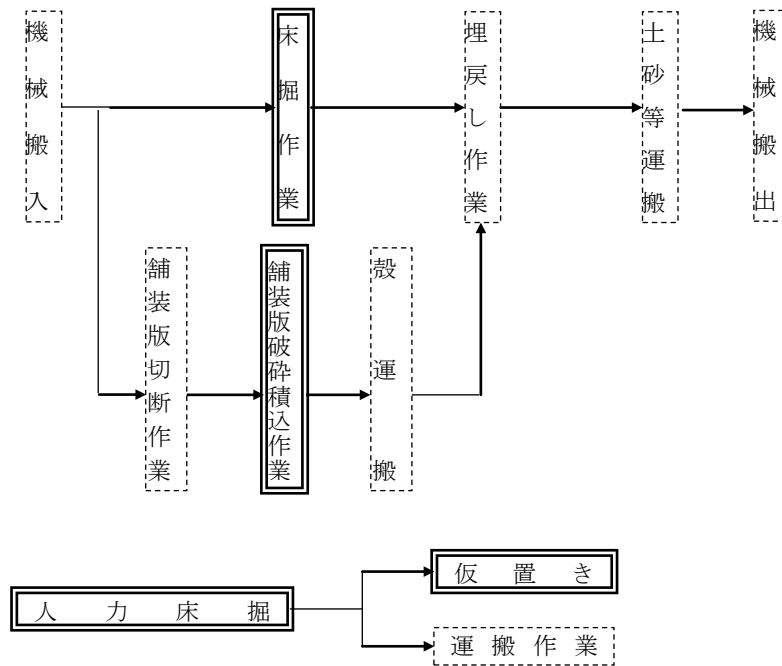 機械搬入
床掘作業
埋戻し作業
土砂等運搬
機械搬出
舗装版切断作業
舗装版破砕積込作業
殻運搬
人力床掘
仮置き
運搬作業